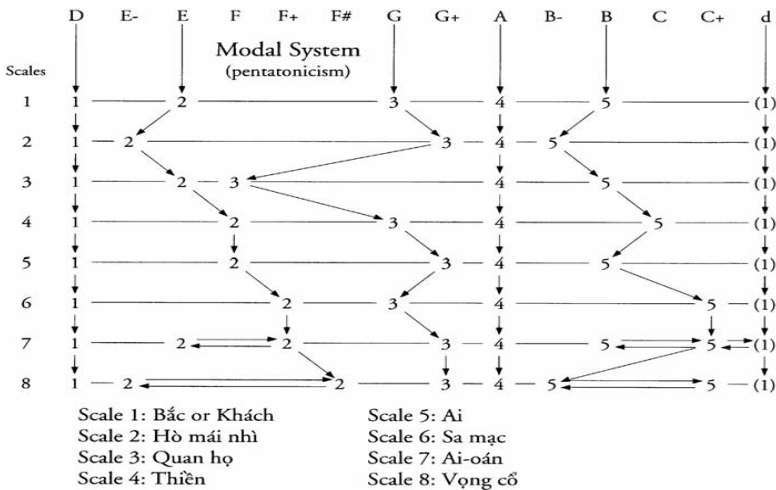 D E- E F F+ F# G G+ A B- B C C+ d
Modal System
(pentatonicism)
Scales
1 1 2 3 4 5 (1)
2 1 2 3 4 5 (1)
3 1 2 3 4 5 (1)
4 1 2 3 4 5 (1)
5 1 2 3 4 5 (1)
6 1 2 3 4 5 (1)
7 1 2 2 3 4 5 5 (1)
8 1 2 2 3 4 5 5 (1)
Scale 1: Bắc or Khách
Scale 2: Hò mái nhì
Scale 3: Quan họ
Scale 4: Thiền
Scale 5: Ai
Scale 6: Sa mạc
Scale 7: Ai-oán
Scale 8: Vọng cổ